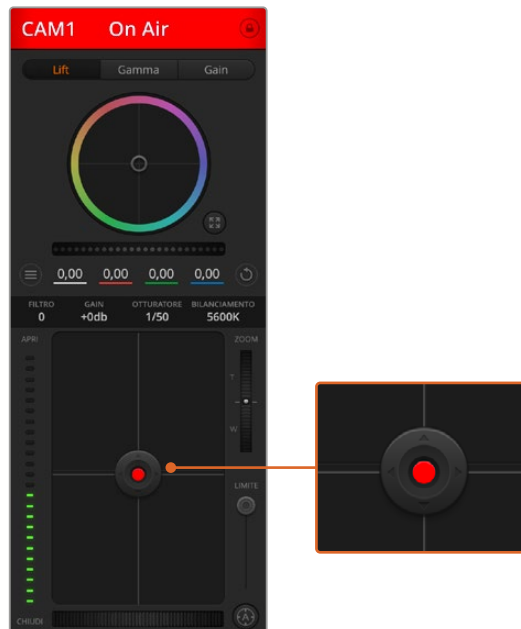 CAM1 On Air
Lift Gamma Gain
0,00 0,00 0,00 0,00
FILTRO GAIN OTTURATORE BILANCIAMENTO
0 +0db 1/50 5600K
APRI ZOOM
T
W
LIMITE
CHIUDI A